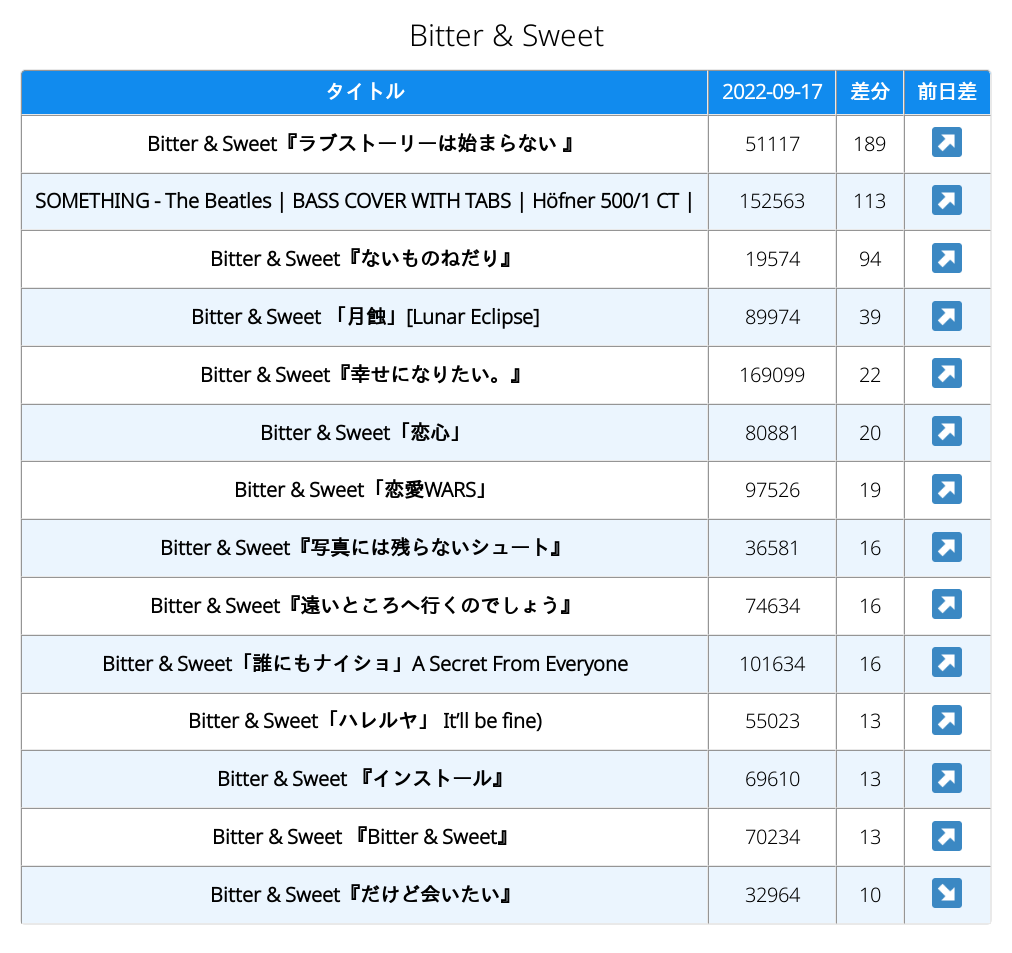 Bitter & Sweet
タイトル 2022-09-17 差分 前日差
Bitter & Sweet『ラブストーリーは始まらない 』 51117 189
SOMETHING - The Beatles | BASS COVER WITH TABS | Höfner 500/1 CT | 152563 113
Bitter & Sweet『ないものねだり』 19574 94
Bitter & Sweet 「月蝕」[Lunar Eclipse] 89974 39
Bitter & Sweet『幸せになりたい。』 169099 22
Bitter & Sweet「恋心」 80881 20
Bitter & Sweet「恋愛WARS」 97526 19
Bitter & Sweet『写真には残らないシュート』 36581 16
Bitter & Sweet『遠いところへ行くのでしょう』 74634 16
Bitter & Sweet「誰にもナイショ」A Secret From Everyone 101634 16
Bitter & Sweet「ハレルヤ」 It’ll be fine) 55023 13
Bitter & Sweet 『インストール』 69610 13
Bitter & Sweet 『Bitter & Sweet』 70234 13
Bitter & Sweet『だけど会いたい』 32964 10